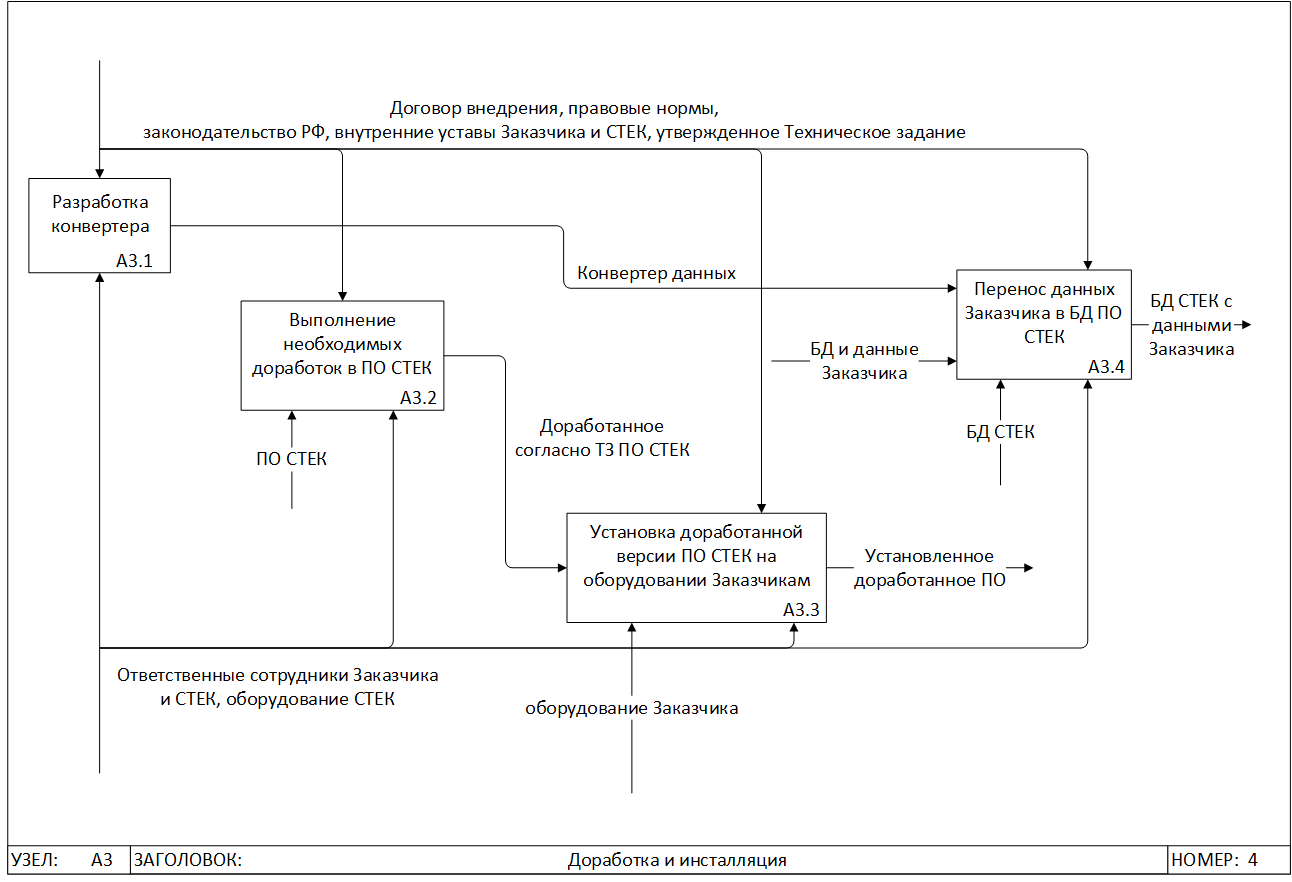 Договор внедрения, правовые нормы,
законодательство РФ, внутренние уставы Заказчика и СТЕК, утвержденное Техническое задание
Разработка
конвертера
А3.1
Конвертер данных
Выполнение
необходимых
доработок в ПО СТЕК
А3.2
Перенос данных
Заказчика в БД ПО
СТЕК
А3.4
БД СТЕК с
данными
Заказчика
БД и данные
Заказчика
ПО СТЕК
Доработанное
согласно ТЗ ПО СТЕК
БД СТЕК
Установка доработанной
версии ПО СТЕК на
оборудовании Заказчикам
А3.3
Установленное
доработанное ПО
Ответственные сотрудники Заказчика
и СТЕК, оборудование СТЕК
оборудование Заказчика
УЗЕЛ: А3 ЗАГОЛОВОК: Доработка и инсталляция НОМЕР: 4